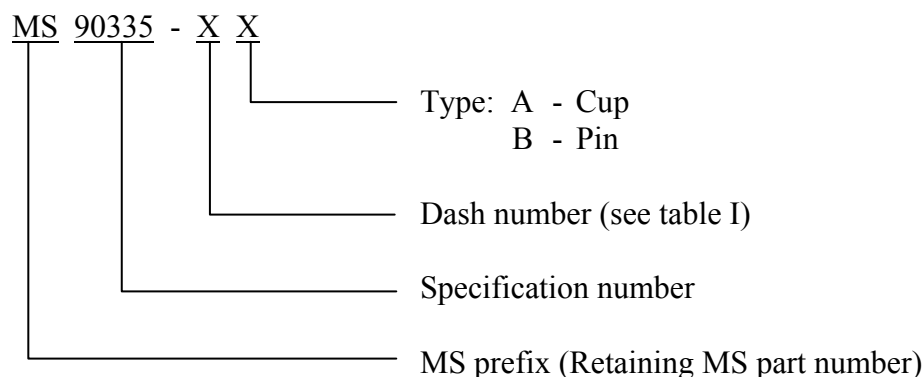 MS 90335 - X X
Type: A - Cup
B - Pin
Dash number (see table I)
Specification number
MS prefix (Retaining MS part number)